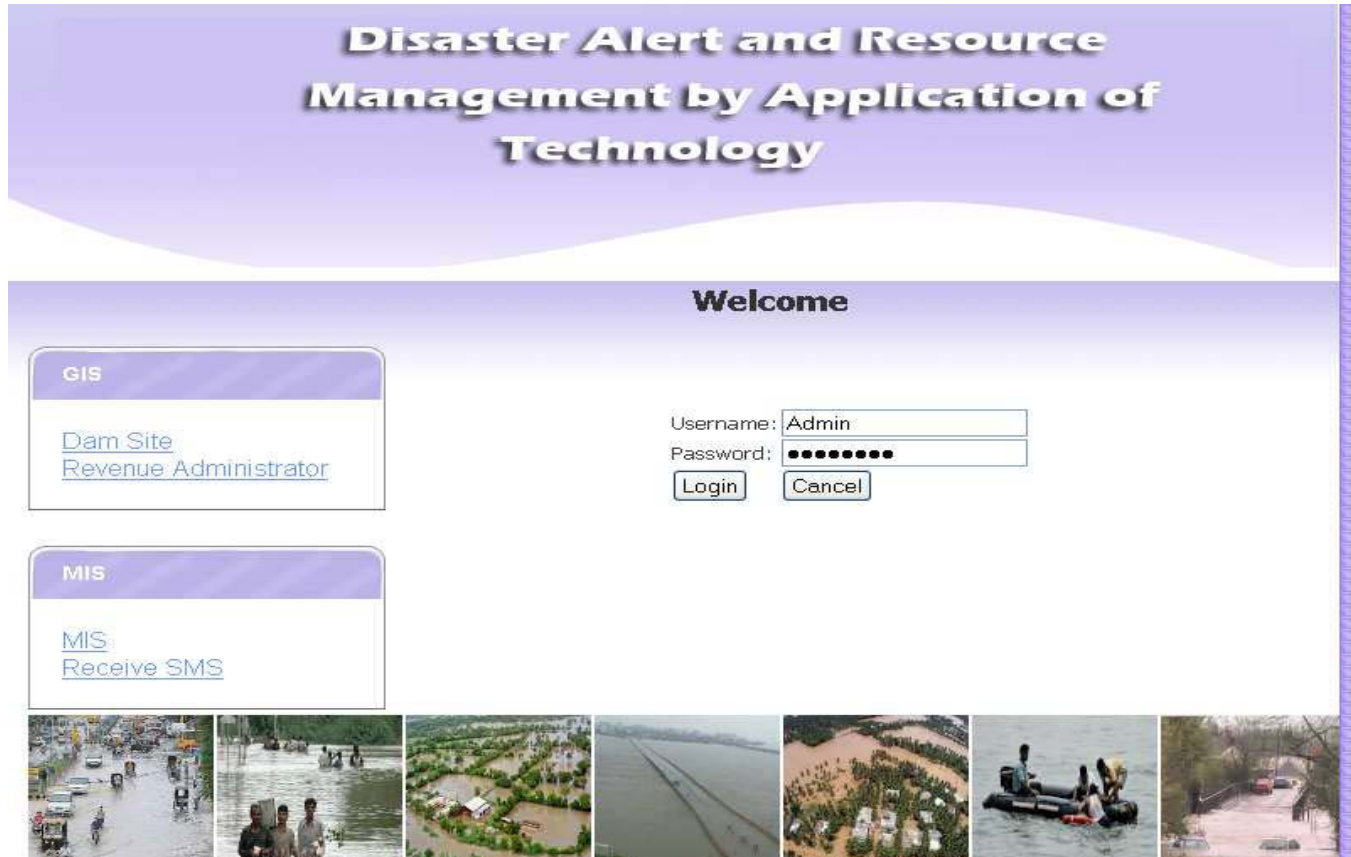 Disaster Alert and Resource
Management by Application of
Technology
Welcome
GIS
Dam Site
Revenue Administrator
Username: Admin
Password: ●●●●●●●●
Login Cancel
MIS
MIS
Receive SMS